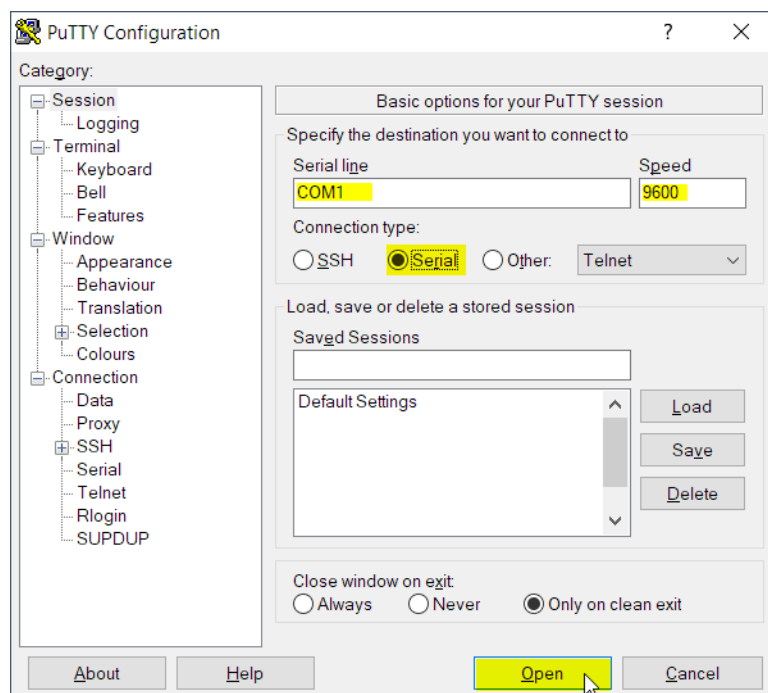 PuTTY Configuration
?
Category:
Session
Logging
Terminal
Keyboard
Bell
Features
Window
Appearance
Behaviour
Translation
Selection
Colours
Connection
Data
Proxy
SSH
Serial
Telnet
Rlogin
SUPDUP
Basic options for your PuTTY session
Specify the destination you want to connect to
Serial line Speed
COM1 9600
Connection type:
SSH Serial Other: Telnet
Load, save or delete a stored session
Saved Sessions
Default Settings
Load
Save
Delete
Close window on exit:
Always Never Only on clean exit
About Help Open Cancel